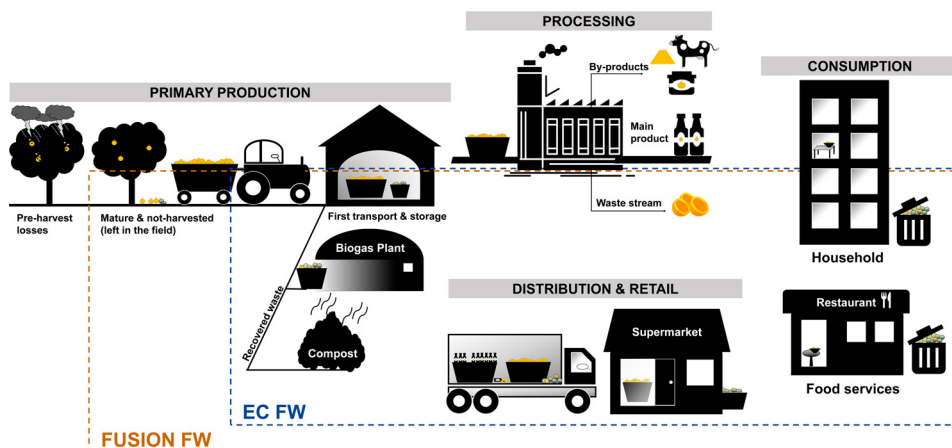 PROCESSING
By-products
Main
product
Waste stream
CONSUMPTION
Household
Restaurant
Food services
PRIMARY PRODUCTION
Pre-harvest
losses
Mature & not-harvested
(left in the field)
First transport & storage
Biogas Plant
Recovered waste
Compost
DISTRIBUTION & RETAIL
Supermarket
EC FW
FUSION FW